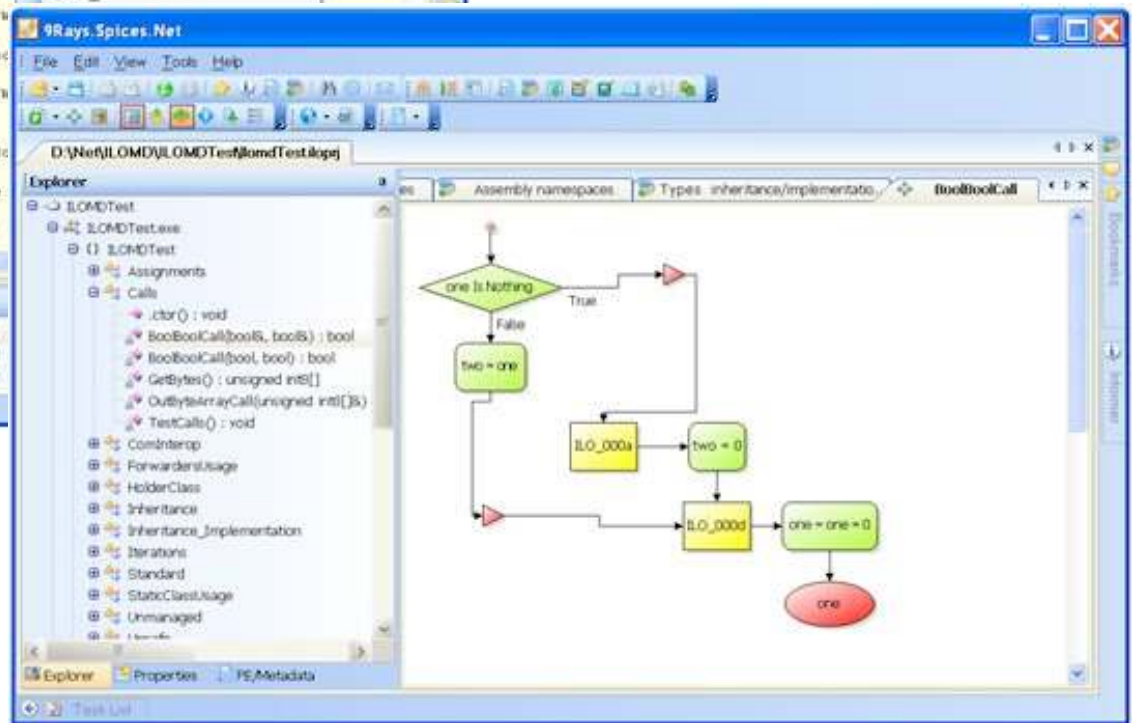 9Rays.Spices.Net
File Edit View Tools Help
D:\Net\ILOMD\ILOMDTest\IlomdTest.iloprj
Explorer
Assembly namespaces
Types inheritance/implementatio
BoolBoolCall
ILOMDTest
ILOMDTest.exe
{} ILOMDTest
Assignments
Calls
.ctor() : void
BoolBoolCall(bool&, bool&) : bool
BoolBoolCall(bool, bool) : bool
GetBytes() : unsigned int8[]
OutByteArrayCall(unsigned int8[]&)
TestCalls() : void
ComInterop
ForwardersUsage
HolderClass
Inheritance
Inheritance_Implementation
Iterations
Standard
StaticClassUsage
Unmanaged
one Is Nothing
True
False
two = one
ILO_000a
two = 0
ILO_000d
one = one = 0
one
Bookmarks
Informer
Explorer Properties PE/Metadata
Task List